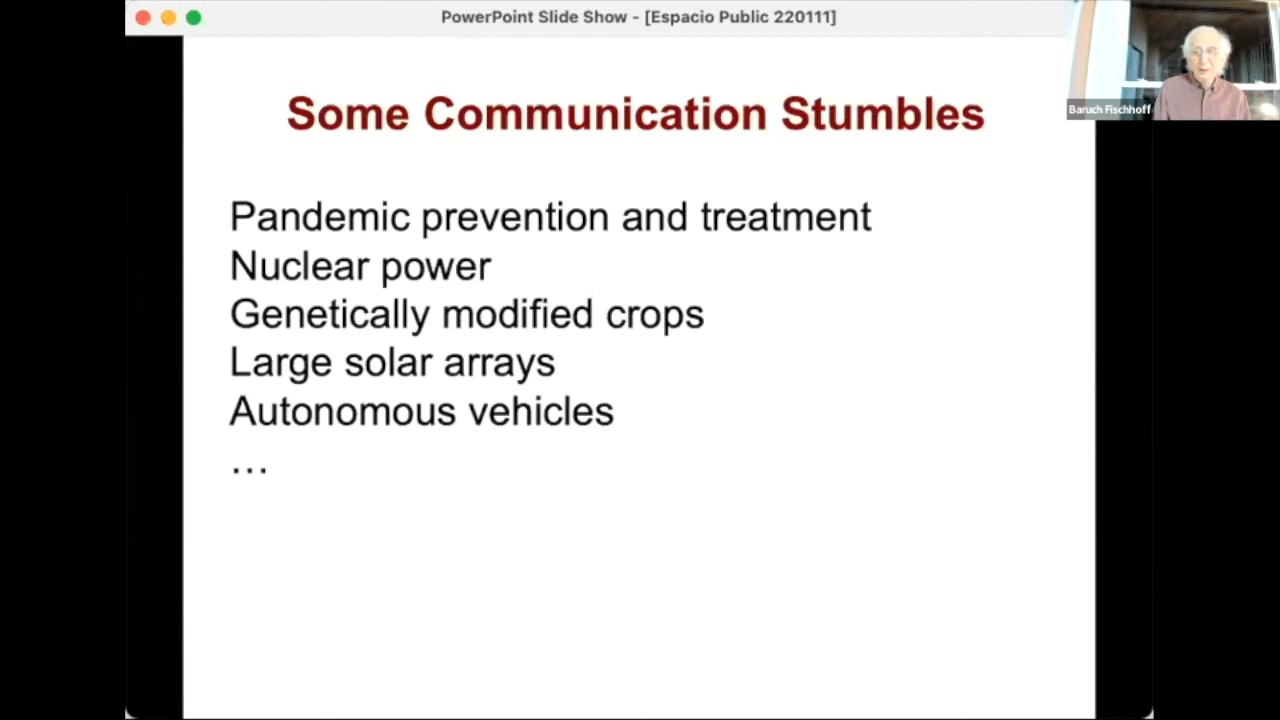 PowerPoint Slide Show - [Espacio Public 220111]
Baruch Fischhoff
Some Communication Stumbles
Pandemic prevention and treatment
Nuclear power
Genetically modified crops
Large solar arrays
Autonomous vehicles
…